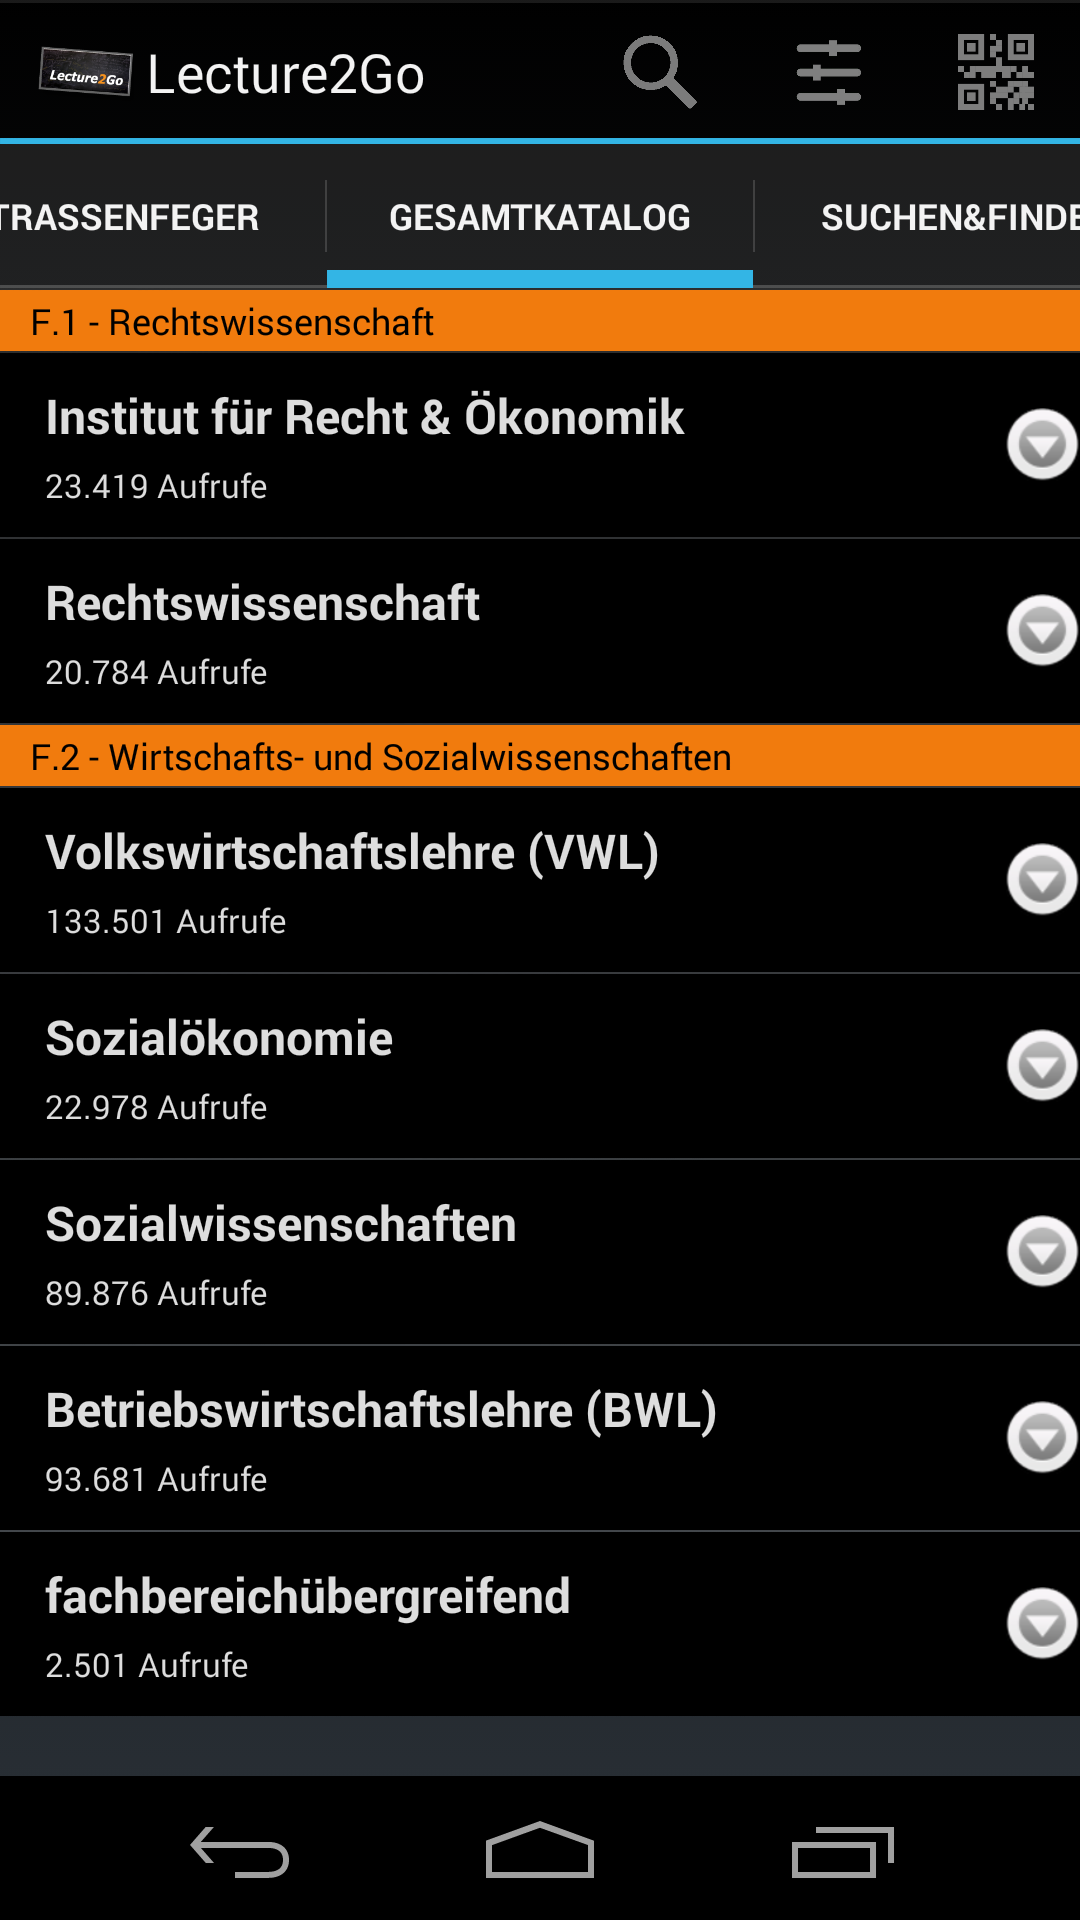 Lecture2Go
Lecture2Go
TRASSENFEGER
GESAMTKATALOG
SUCHEN&FINDE
F.1 - Rechtswissenschaft
Institut für Recht & Ökonomik
23.419 Aufrufe
Rechtswissenschaft
20.784 Aufrufe
F.2 - Wirtschafts- und Sozialwissenschaften
Volkswirtschaftslehre (VWL)
133.501 Aufrufe
Sozialökonomie
22.978 Aufrufe
Sozialwissenschaften
89.876 Aufrufe
Betriebswirtschaftslehre (BWL)
93.681 Aufrufe
fachbereichübergreifend
2.501 Aufrufe